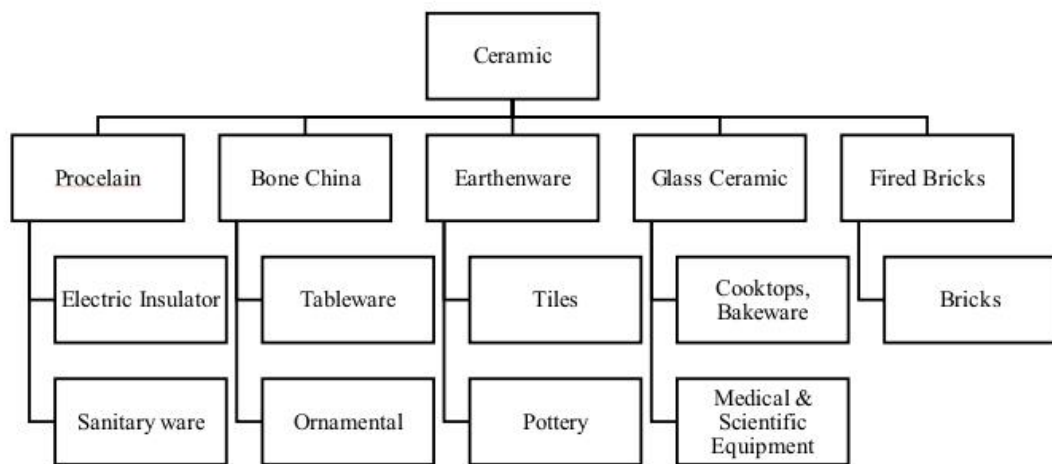 Ceramic
Procelain
Bone China
Earthenware
Glass Ceramic
Fired Bricks
Electric Insulator
Tableware
Tiles
Cooktops,
Bakeware
Bricks
Sanitary ware
Ornamental
Pottery
Medical &
Scientific
Equipment